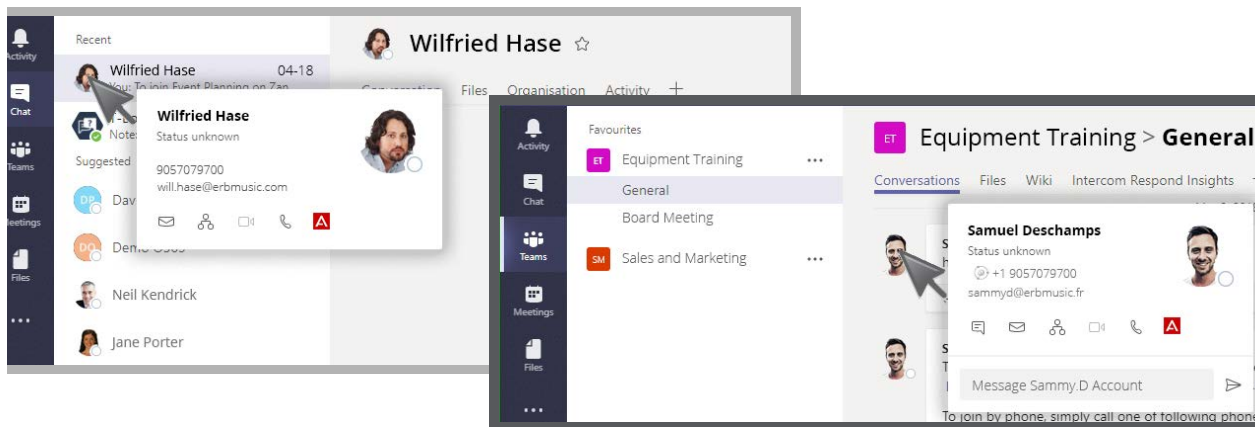 Activity
Chat
Teams
Meetings
Files
Recent
Wilfried Hase 04-18
You: To join Event Planning on Zan
Note:
Suggested
DP Dav
DO Demo
Neil Kendrick
Jane Porter
Wilfried Hase
Status unknown
9057079700
will.hase@erbmusic.com
Wilfried Hase
Conversation Files Organisation Activity +
Activity
Chat
Teams
Meetings
Files
Favourites
ET Equipment Training ...
General
Board Meeting
SM Sales and Marketing ...
ET Equipment Training > General
Conversations Files Wiki Intercom Respond Insights
Samuel Deschamps
Status unknown
+1 9057079700
sammyd@erbmusic.fr
Message Sammy.D Account
To join by phone, simply call one of following phone